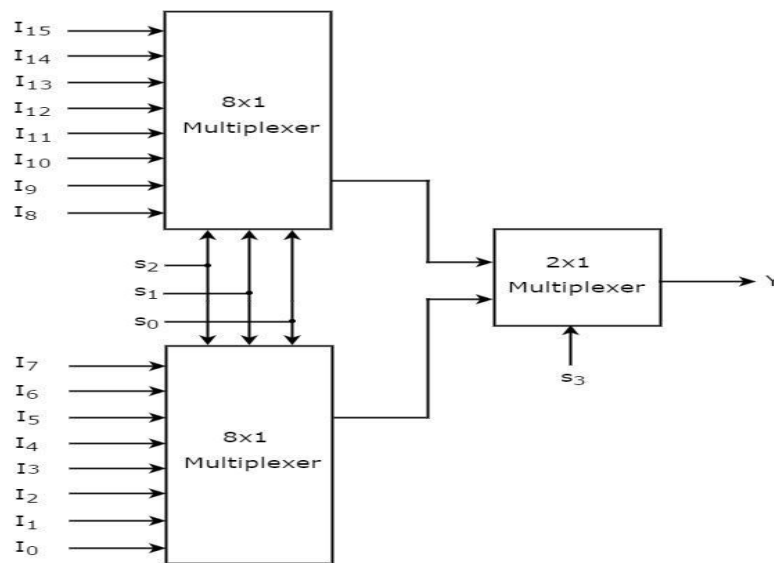 I₁₅
I₁₄
I₁₃
I₁₂
I₁₁
I₁₀
I₉
I₈
8x1
Multiplexer
s₂
s₁
s₀
2x1
Multiplexer
Y
s₃
I₇
I₆
I₅
I₄
I₃
I₂
I₁
I₀
8x1
Multiplexer